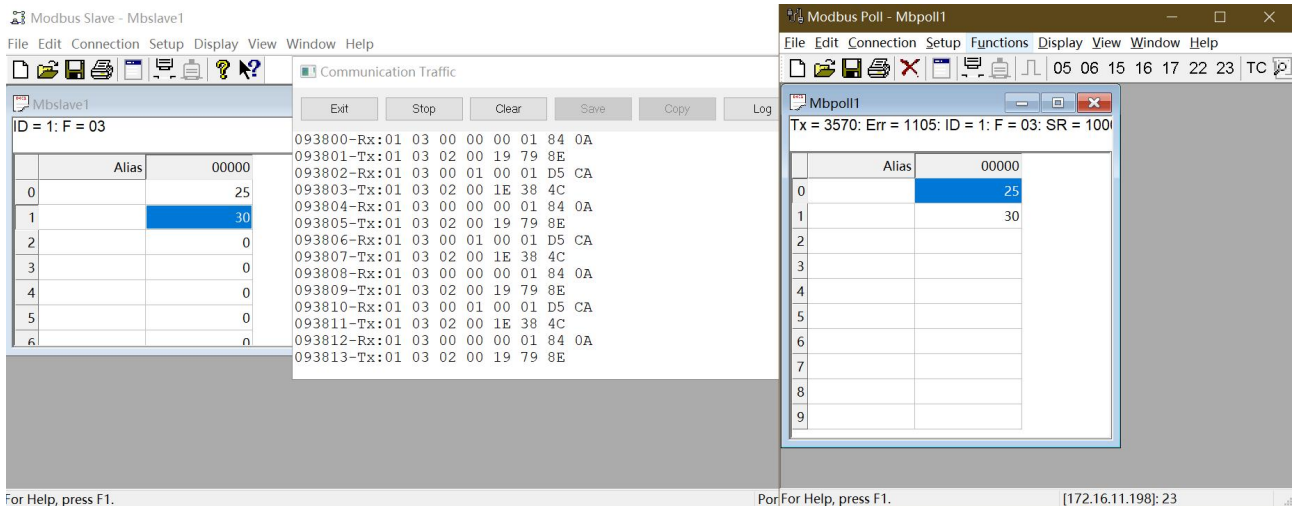 Modbus Slave - Mbslave1
File Edit Connection Setup Display View Window Help
Mbslave1
ID = 1: F = 03
Alias 00000
0 25
1 30
2 0
3 0
4 0
5 0
6 0
Communication Traffic
Exit Stop Clear Save Copy Log
093800-Rx:01 03 00 00 00 01 84 0A
093801-Tx:01 03 02 00 19 79 8E
093802-Rx:01 03 00 01 00 01 D5 CA
093803-Tx:01 03 02 00 1E 38 4C
093804-Rx:01 03 00 00 00 01 84 0A
093805-Tx:01 03 02 00 19 79 8E
093806-Rx:01 03 00 01 00 01 D5 CA
093807-Tx:01 03 02 00 1E 38 4C
093808-Rx:01 03 00 00 00 01 84 0A
093809-Tx:01 03 02 00 19 79 8E
093810-Rx:01 03 00 01 00 01 D5 CA
093811-Tx:01 03 02 00 1E 38 4C
093812-Rx:01 03 00 00 00 01 84 0A
093813-Tx:01 03 02 00 19 79 8E
For Help, press F1.
Por
Modbus Poll - Mbpoll1
File Edit Connection Setup Functions Display View Window Help
05 06 15 16 17 22 23 TC
Mbpoll1
Tx = 3570: Err = 1105: ID = 1: F = 03: SR = 100
Alias 00000
0 25
1 30
2
3
4
5
6
7
8
9
For Help, press F1.
[172.16.11.198]: 23